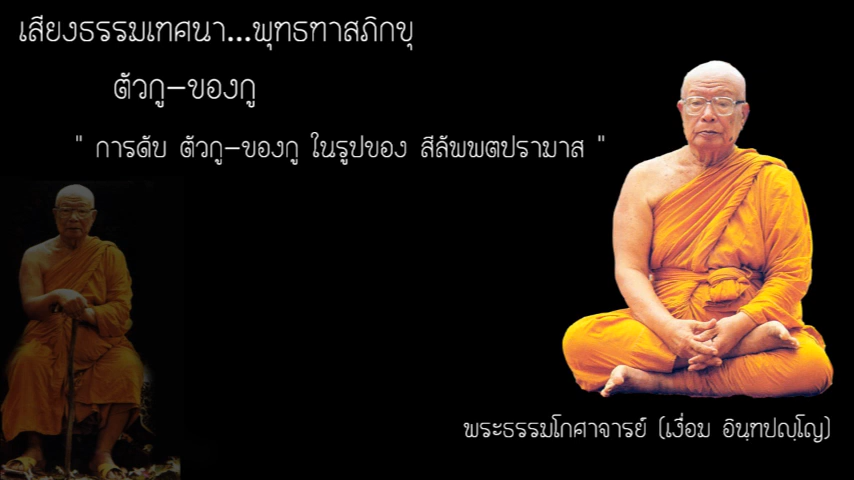 เสียงธรรมเทศนา...พุทธทาสภิกขุ
ตัวกู-ของกู
" การดับ ตัวกู-ของกู ในรูปของ สีลัพพตปรามาส "
พระธรรมโกศาจารย์ (เงื่อม อินฺทปญฺโญ)